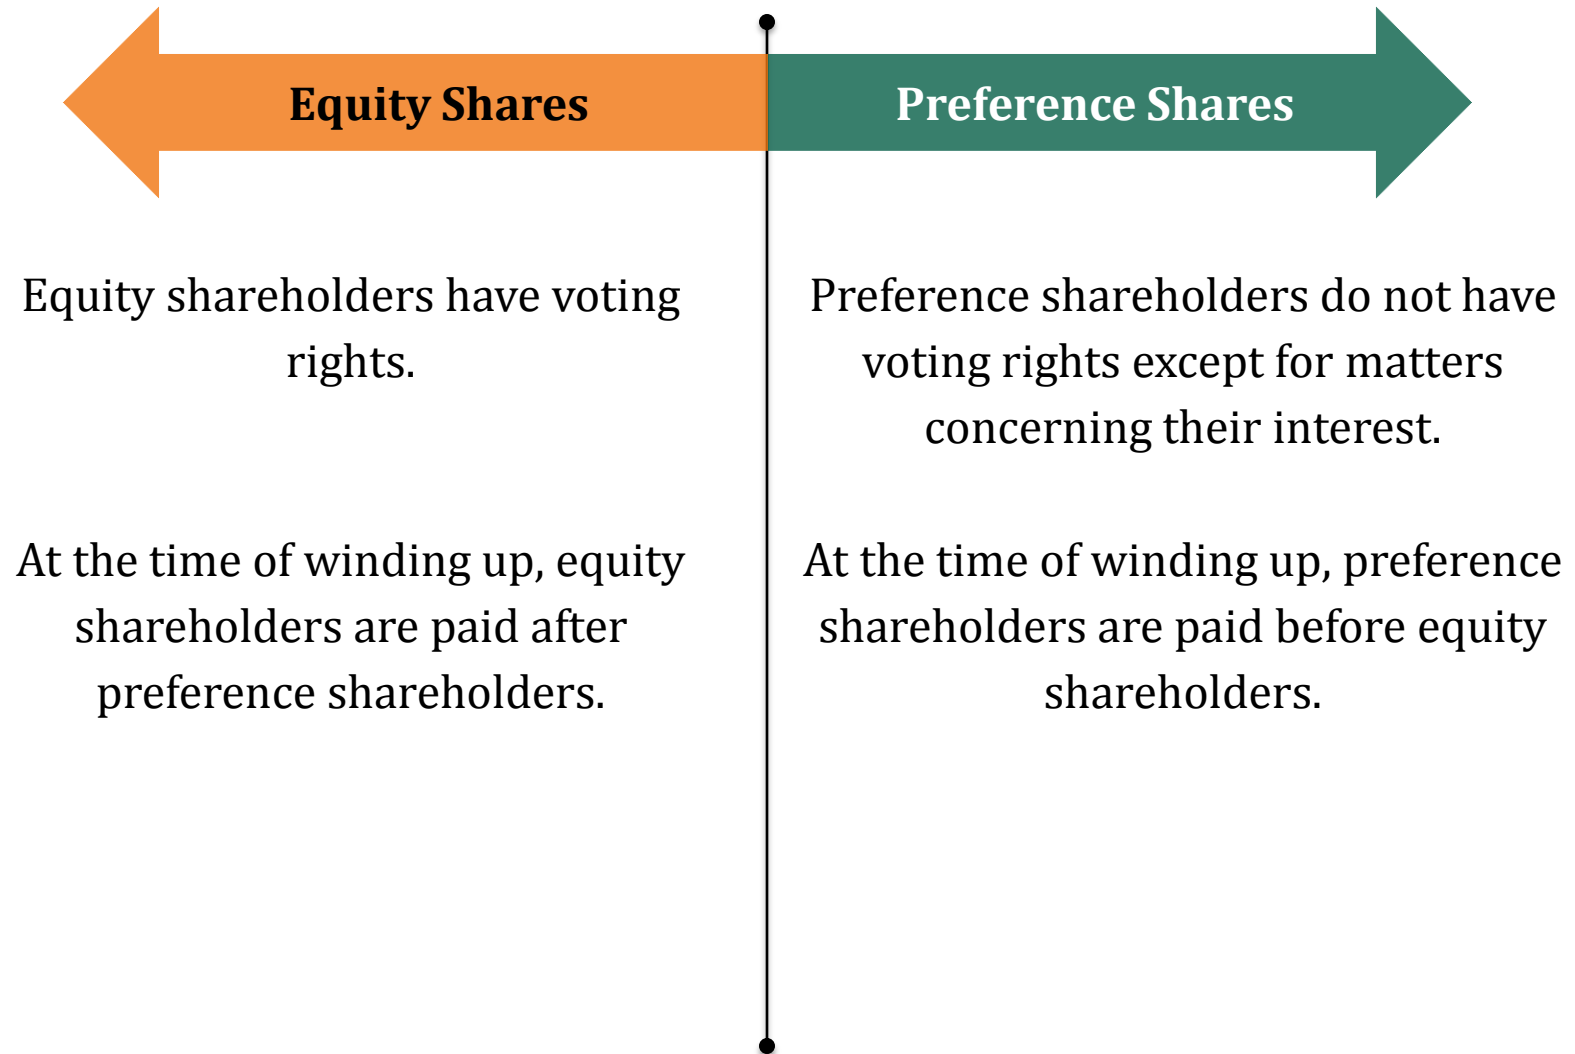 Equity Shares
Preference Shares
Equity shareholders have voting
rights.
Preference shareholders do not have
voting rights except for matters
concerning their interest.
At the time of winding up, equity
shareholders are paid after
preference shareholders.
At the time of winding up, preference
shareholders are paid before equity
shareholders.